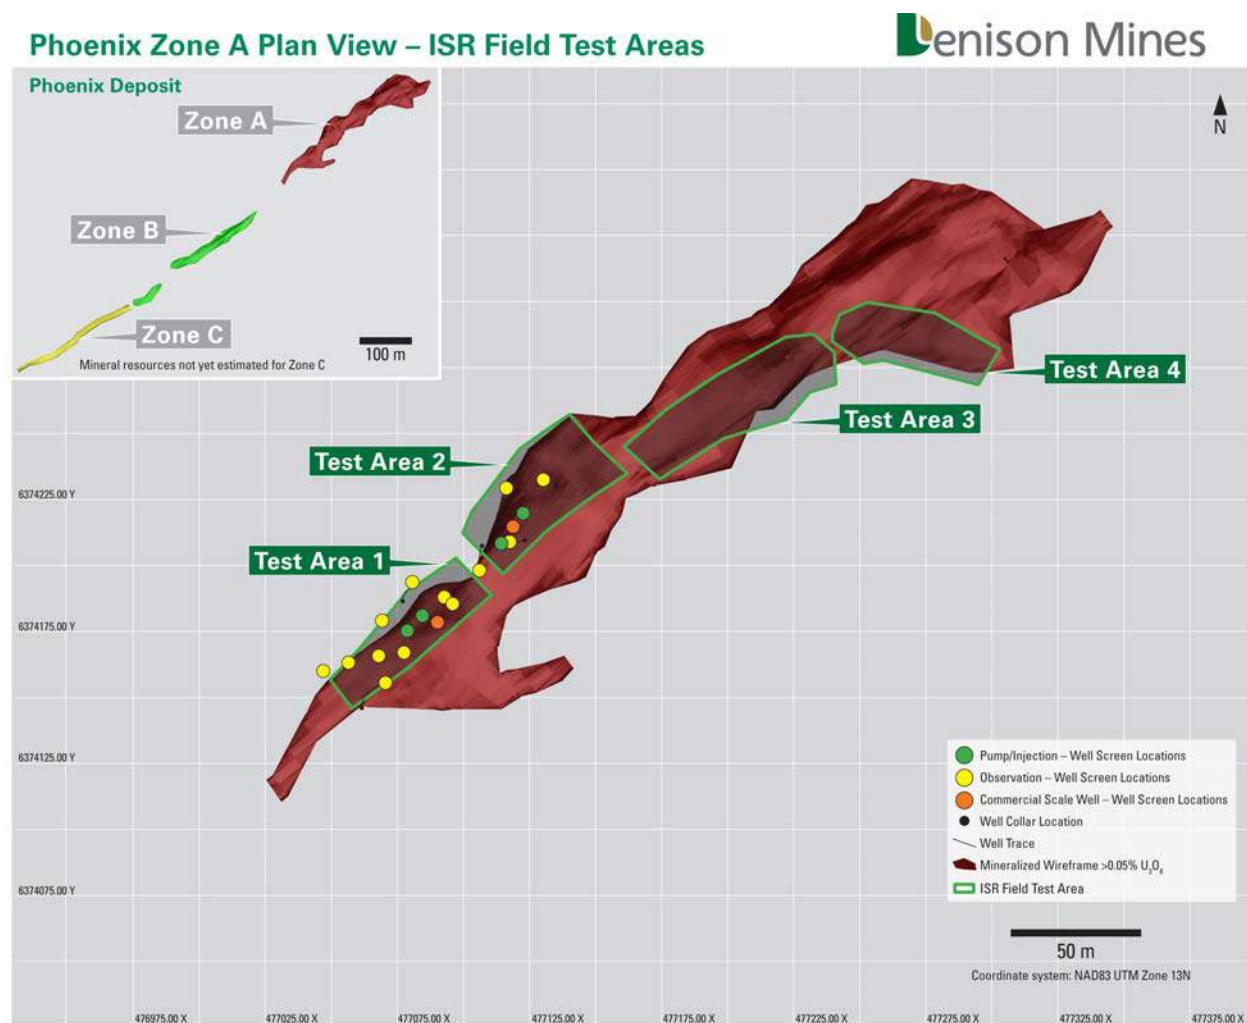 Phoenix Zone A Plan View – ISR Field Test Areas
Denison Mines
Phoenix Deposit
Zone A
Zone B
Zone C
100 m
Mineral resources not yet estimated for Zone C
N
Test Area 4
Test Area 3
Test Area 2
6374225.00 Y
Test Area 1
6374175.00 Y
6374125.00 Y
6374075.00 Y
Pump/Injection – Well Screen Locations
Observation – Well Screen Locations
Commercial Scale Well – Well Screen Locations
Well Collar Location
Well Trace
Mineralized Wireframe >0.05% U₃O₈
ISR Field Test Area
50 m
Coordinate system: NAD83 UTM Zone 13N
476975.00 X
477025.00 X
477075.00 X
477125.00 X
477175.00 X
477225.00 X
477275.00 X
477325.00 X
477375.00 X